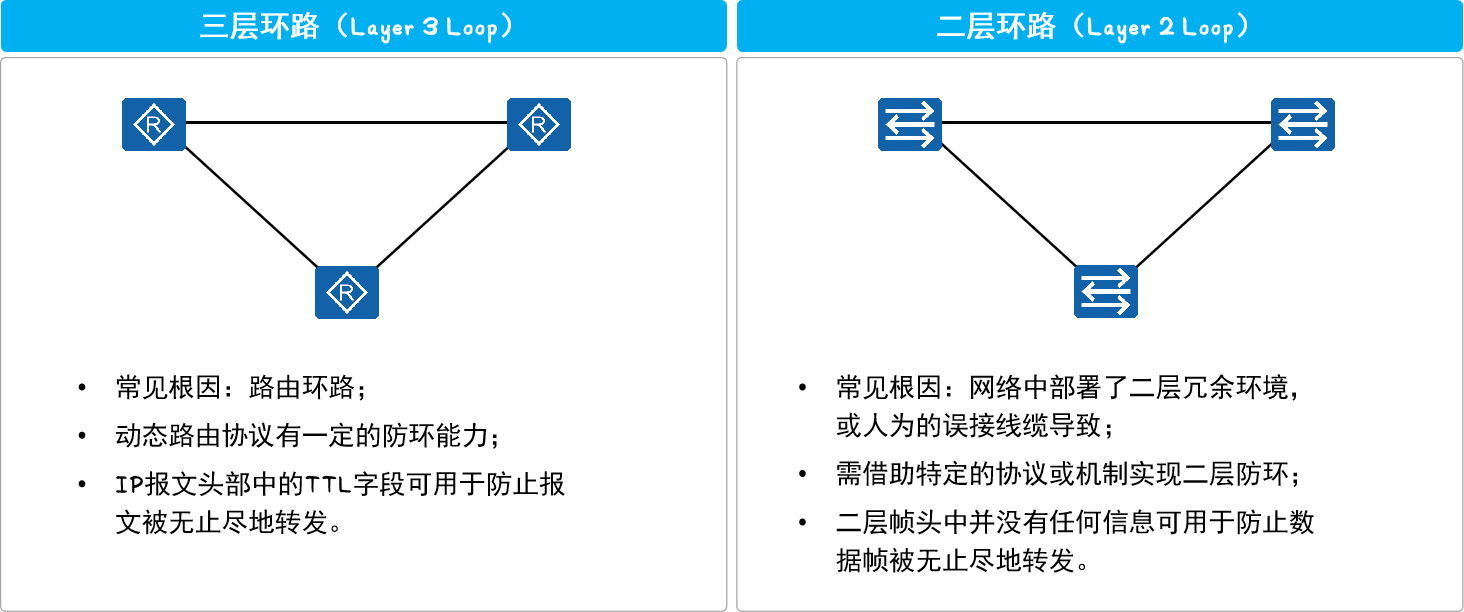 三层环路（Layer 3 Loop）
R
R
R
• 常见根因：路由环路；
• 动态路由协议有一定的防环能力；
• IP报文头部中的TTL字段可用于防止报
文被无止尽地转发。
二层环路（Layer 2 Loop）
• 常见根因：网络中部署了二层冗余环境，
或人为的误接线缆导致；
• 需借助特定的协议或机制实现二层防环；
• 二层帧头中并没有任何信息可用于防止数
据帧被无止尽地转发。